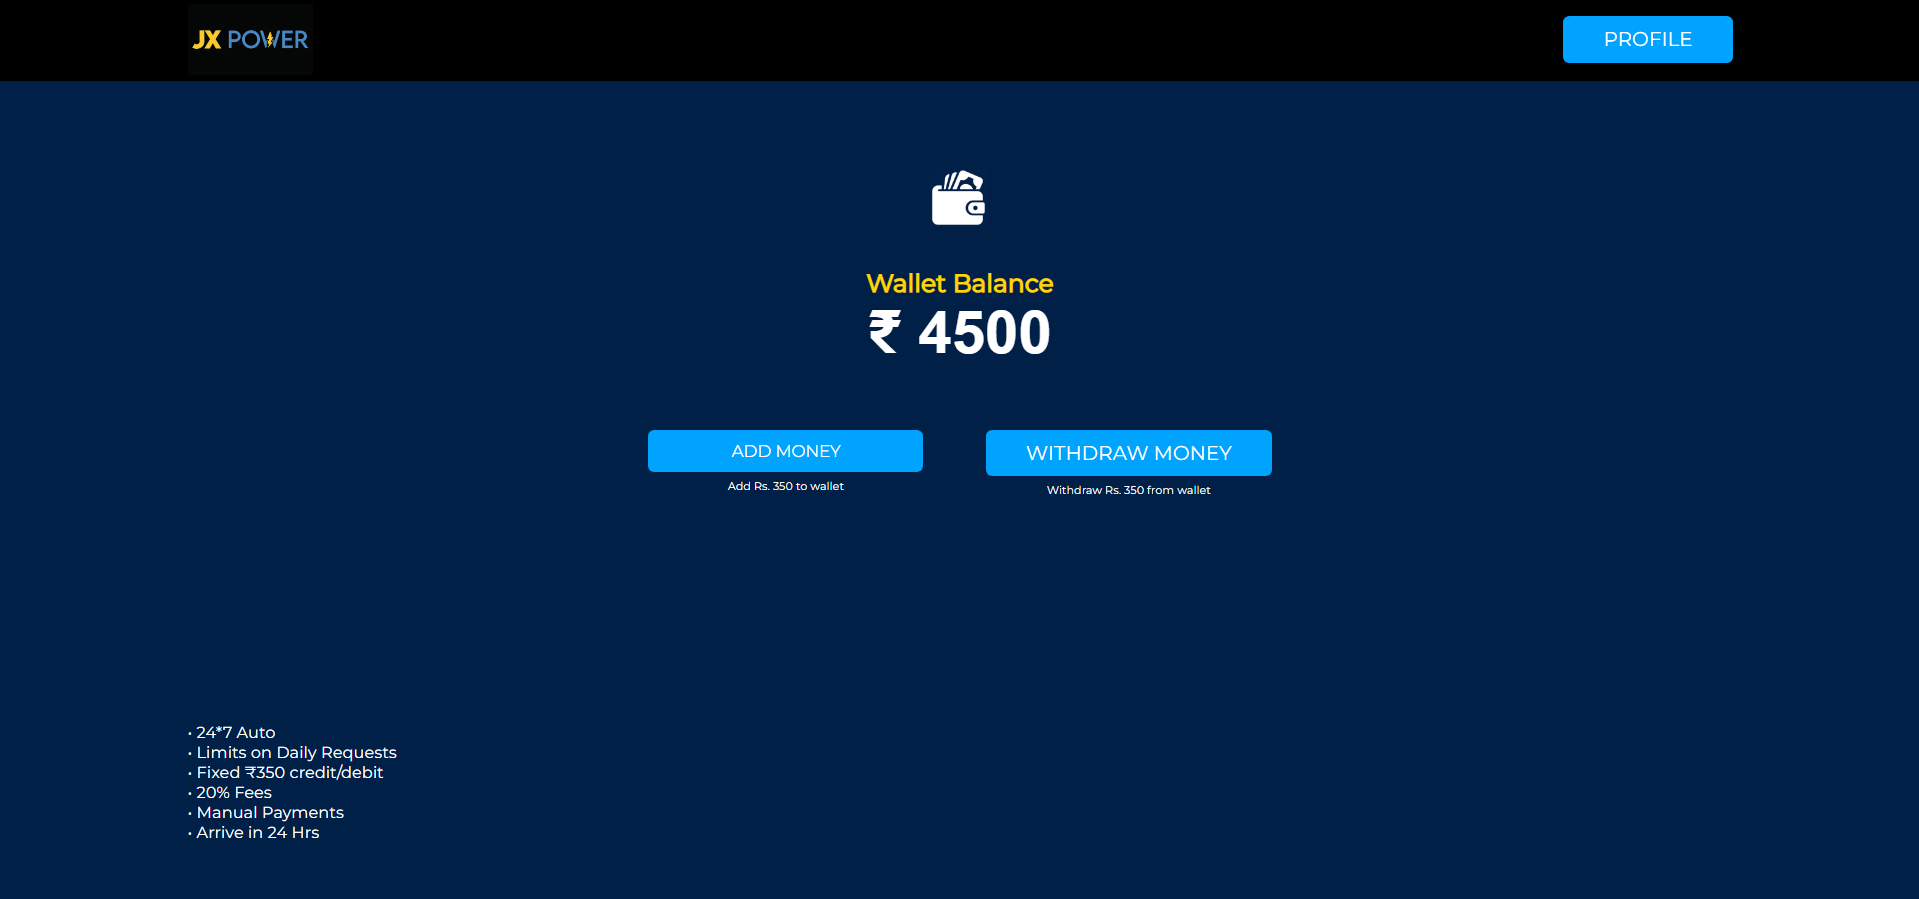 JX POWER
PROFILE
Wallet Balance
₹ 4500
ADD MONEY
WITHDRAW MONEY
Add Rs. 350 to wallet
Withdraw Rs. 350 from wallet
• 24*7 Auto
• Limits on Daily Requests
• Fixed ₹350 credit/debit
• 20% Fees
• Manual Payments
• Arrive in 24 Hrs